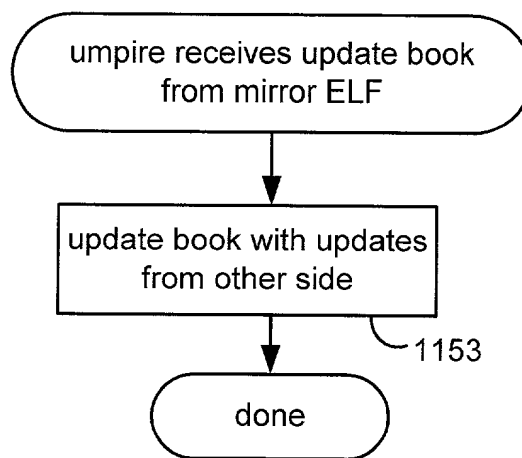 umpire receives update book
from mirror ELF
update book with updates
from other side
1153
done